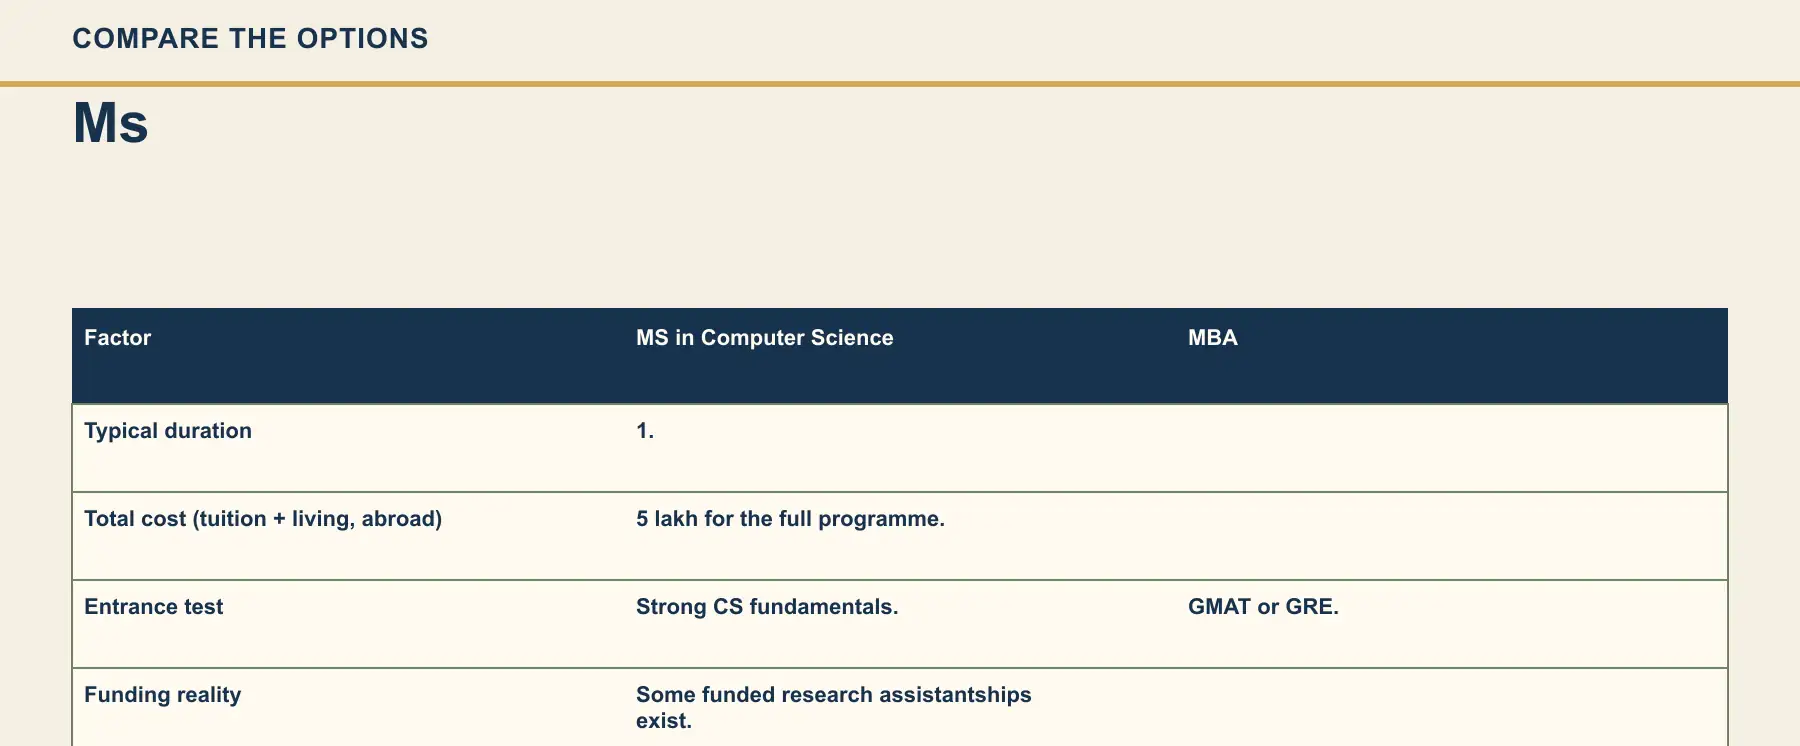 COMPARE THE OPTIONS
Ms
Factor MS in Computer Science MBA
Typical duration 1.
Total cost (tuition + living, abroad) 5 lakh for the full programme.
Entrance test Strong CS fundamentals. GMAT or GRE.
Funding reality Some funded research assistantships
exist.